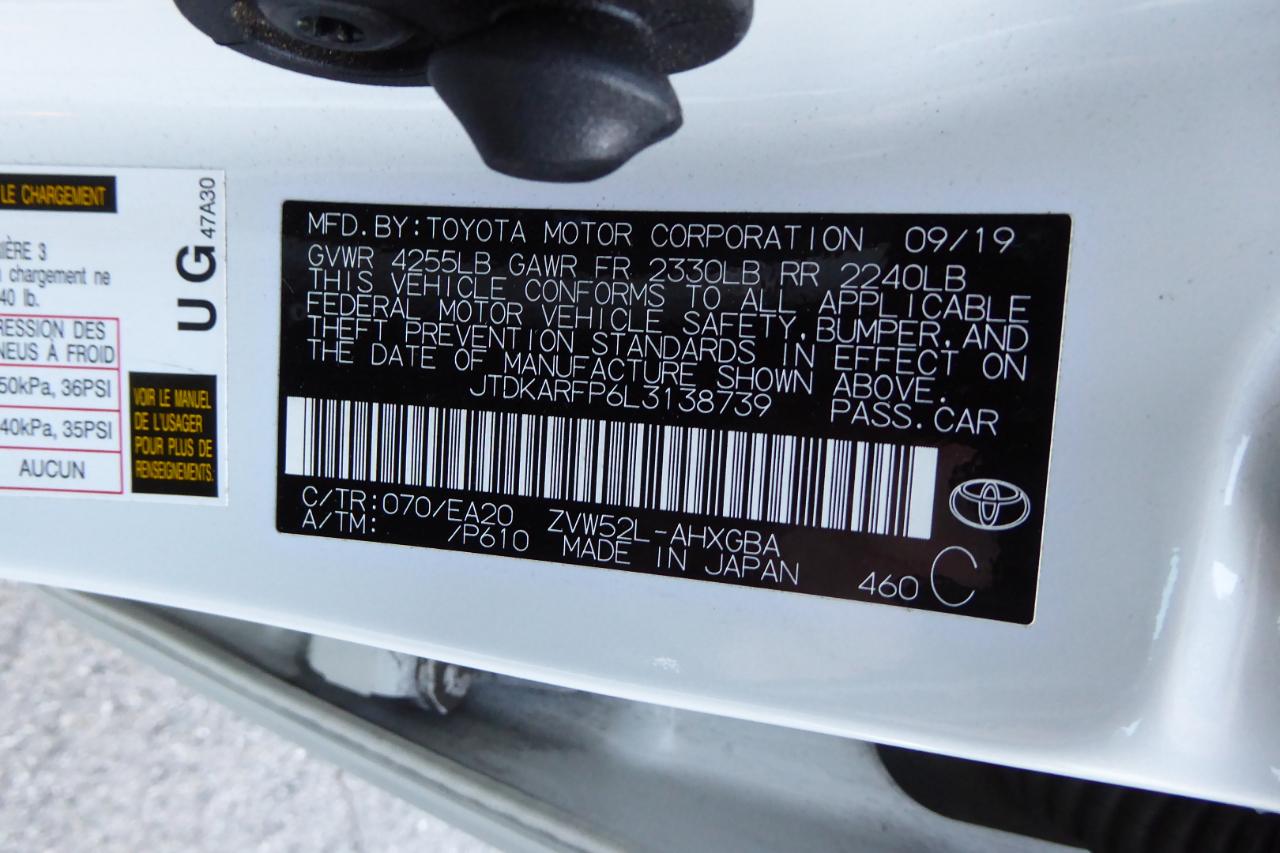 LE CHARGEMENT
IÈRE 3
chargement ne
40 lb.
RESSION DES
NEUS À FROID
50kPa, 36PSI
40kPa, 35PSI
AUCUN
47A30
UG
VOIR LE MANUEL
DE L'USAGER
POUR PLUS DE
RENSEIGNEMENTS.
MFD.BY:TOYOTA MOTOR CORPORATION 09/19
GVWR 4255LB GAWR FR 2330LB RR 2240LB
THIS VEHICLE CONFORMS TO ALL APPLICABLE
FEDERAL MOTOR VEHICLE SAFETY,BUMPER,AND
THEFT PREVENTION STANDARDS IN EFFECT ON
THE DATE OF MANUFACTURE SHOWN ABOVE.
JTDKARFP6L3138739 PASS.CAR
C/TR:070/EA20 ZVW52L-AHXGBA
A/TM: /P610 MADE IN JAPAN
460 C